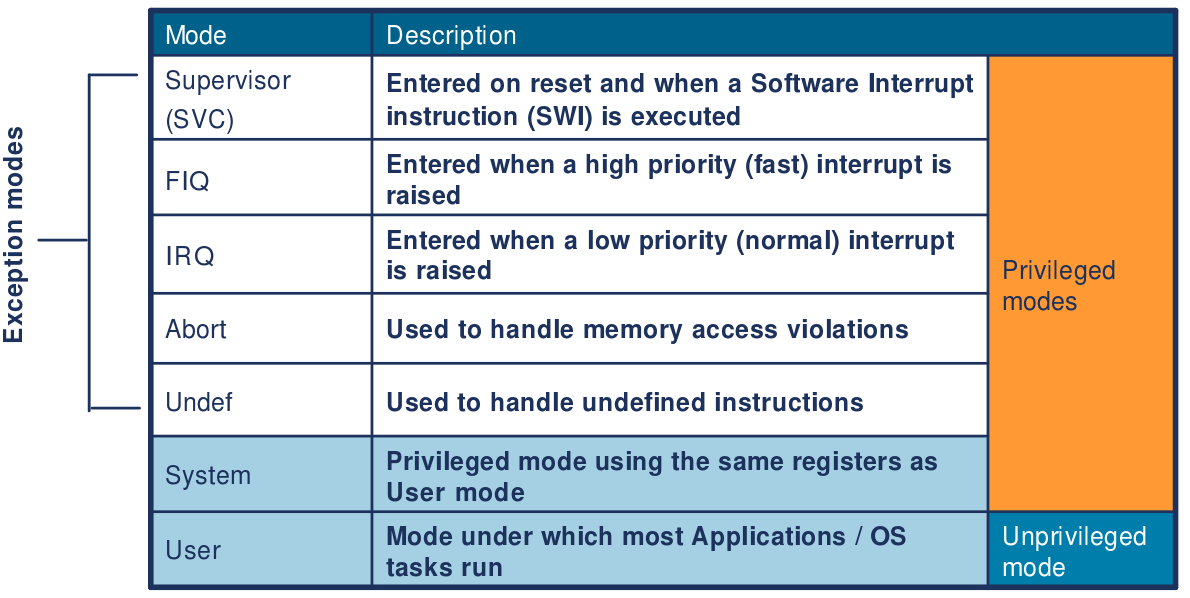 Mode
Description
Exception modes
Supervisor
(SVC)
Entered on reset and when a Software Interrupt
instruction (SWI) is executed
FIQ
Entered when a high priority (fast) interrupt is
raised
IRQ
Entered when a low priority (normal) interrupt
is raised
Privileged
modes
Abort
Used to handle memory access violations
Undef
Used to handle undefined instructions
System
Privileged mode using the same registers as
User mode
User
Mode under which most Applications / OS
tasks run
Unprivileged
mode